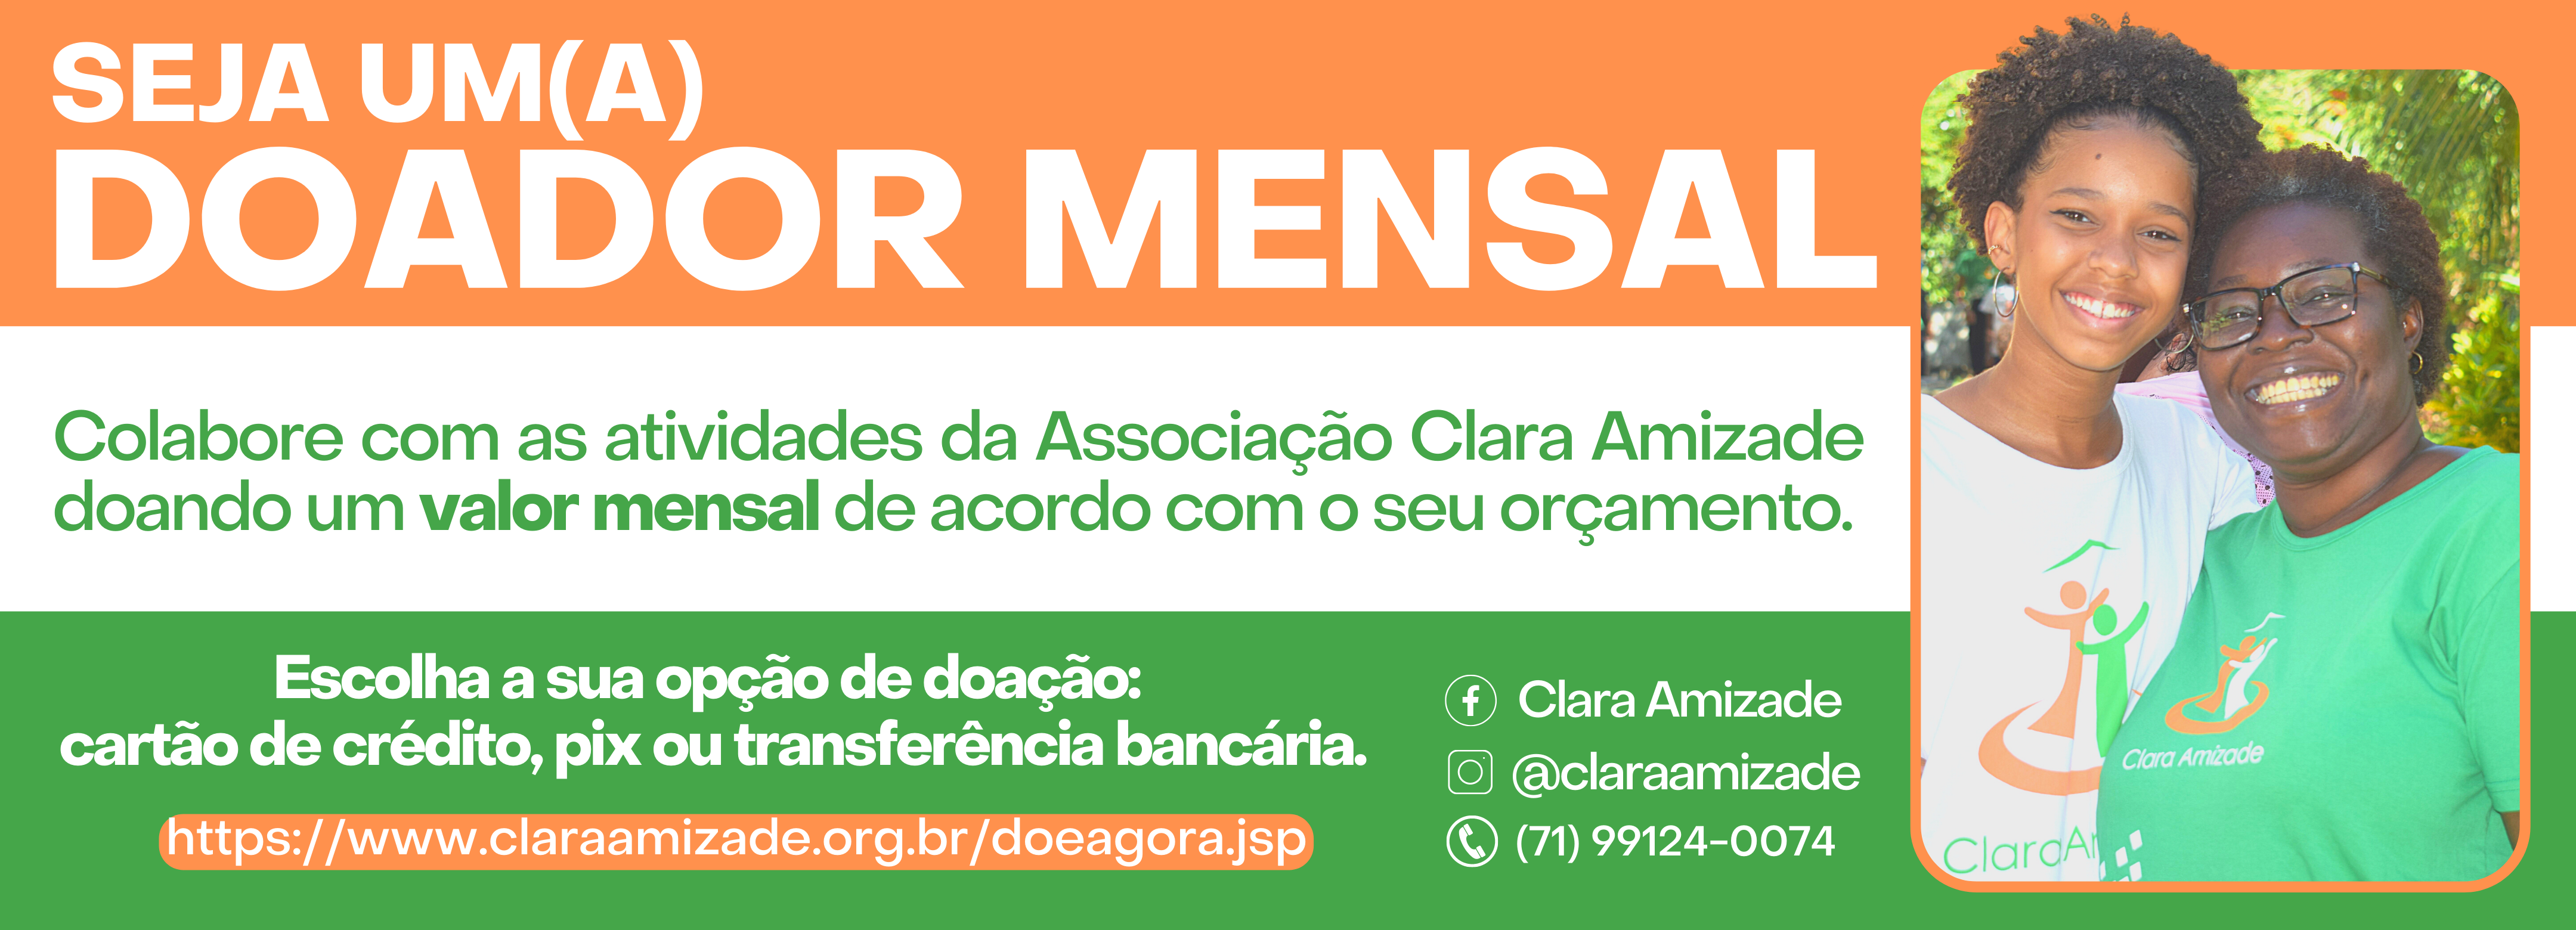 SEJA UM(A)
DOADOR MENSAL
Colabore com as atividades da Associação Clara Amizade
doando um valor mensal de acordo com o seu orçamento.
Escolha a sua opção de doação:
cartão de crédito, pix ou transferência bancária.
https://www.claraamizade.org.br/doeagora.jsp
Clara Amizade
@claraamizade
(71) 99124-0074
Clara Amizade
ClaraAr